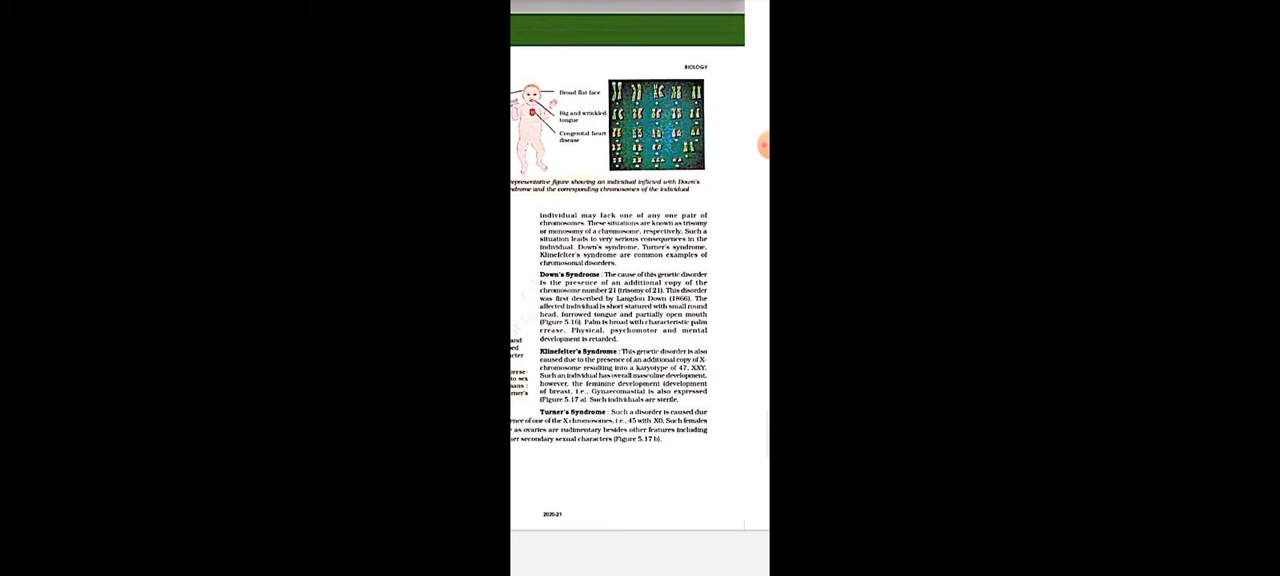 BIOLOGY
Broad flat face
Big and wrinkled
tongue
Congenital heart
disease
representative figure showing an individual inflicted with Down's
ndrome and the corresponding chromosomes of the individual
individual may lack one of any one pair of
chromosomes. These situations are known as trisomy
or monosomy of a chromosome, respectively. Such a
situation leads to very serious consequences in the
individual. Down's syndrome, Turner's syndrome,
Klinefelter's syndrome are common examples of
chromosomal disorders.
Down's Syndrome : The cause of this genetic disorder
is the presence of an additional copy of the
chromosome number 21 (trisomy of 21). This disorder
was first described by Langdon Down (1866). The
affected individual is short statured with small round
head, furrowed tongue and partially open mouth
(Figure 5.16). Palm is broad with characteristic palm
crease. Physical, psychomotor and mental
development is retarded.
and
sed
acter
Klinefelter's Syndrome : This genetic disorder is also
caused due to the presence of an additional copy of X-
chromosome resulting into a karyotype of 47, XXY.
Such an individual has overall masculine development,
however, the feminine development (development
of breast, i.e., Gynaecomastia) is also expressed
(Figure 5.17 a). Such individuals are sterile.
prese-
to sex
mans :
rner's
Turner's Syndrome : Such a disorder is caused due
ence of one of the X chromosomes, i.e., 45 with X0, Such females
e as ovaries are rudimentary besides other features including
her secondary sexual characters (Figure 5.17 b).
2020-21